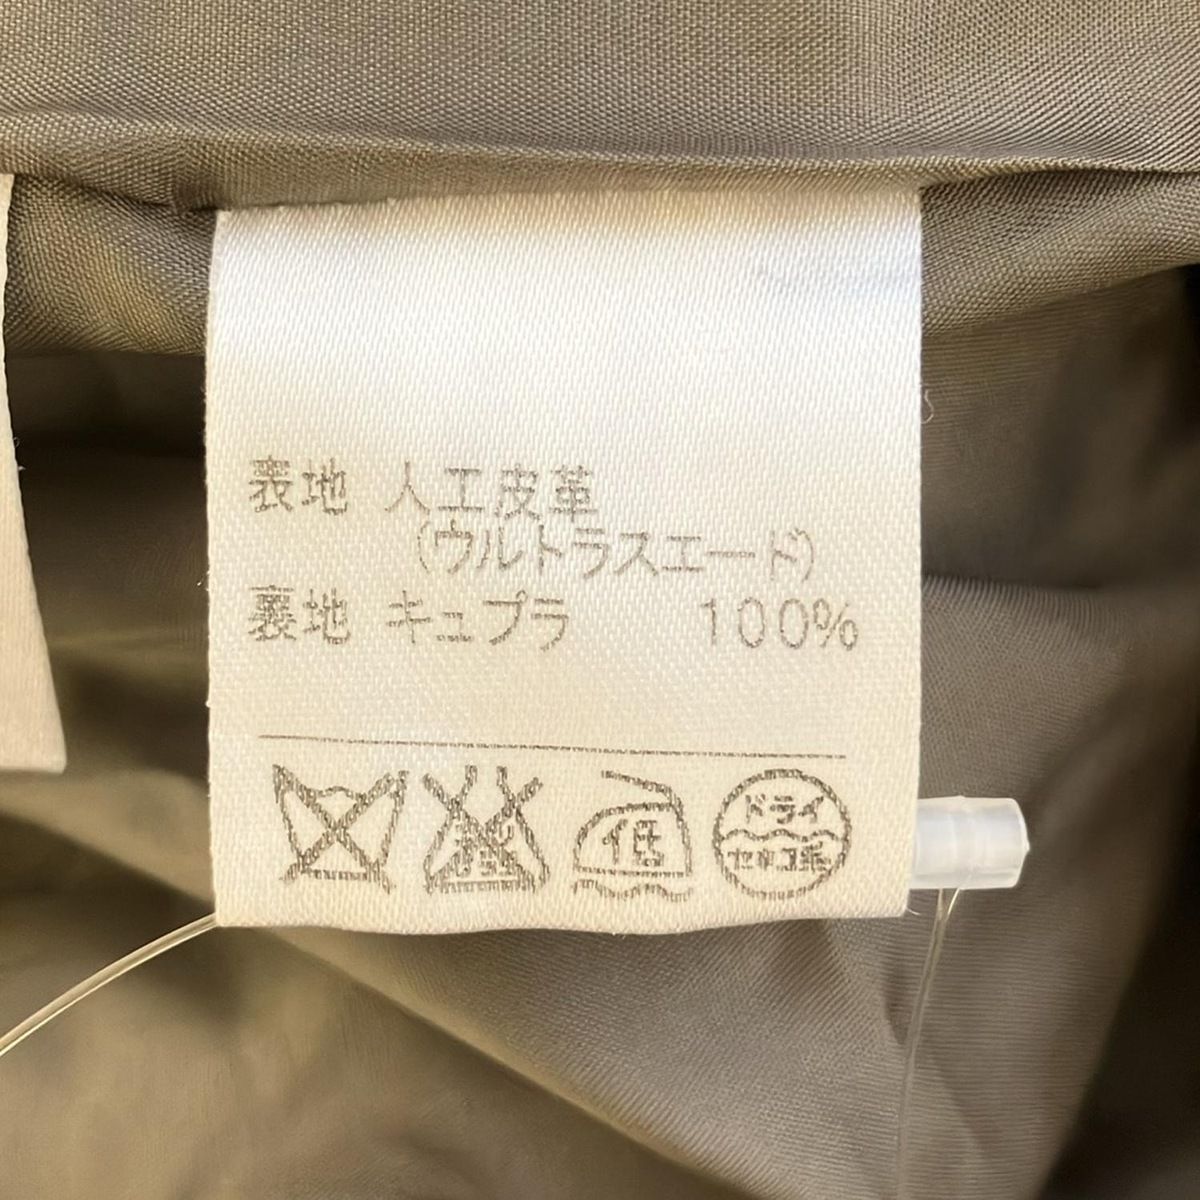 表地 人工皮革
(ウルトラスエード)
裏地 キュプラ 100%
低 ドライ
セキユ系